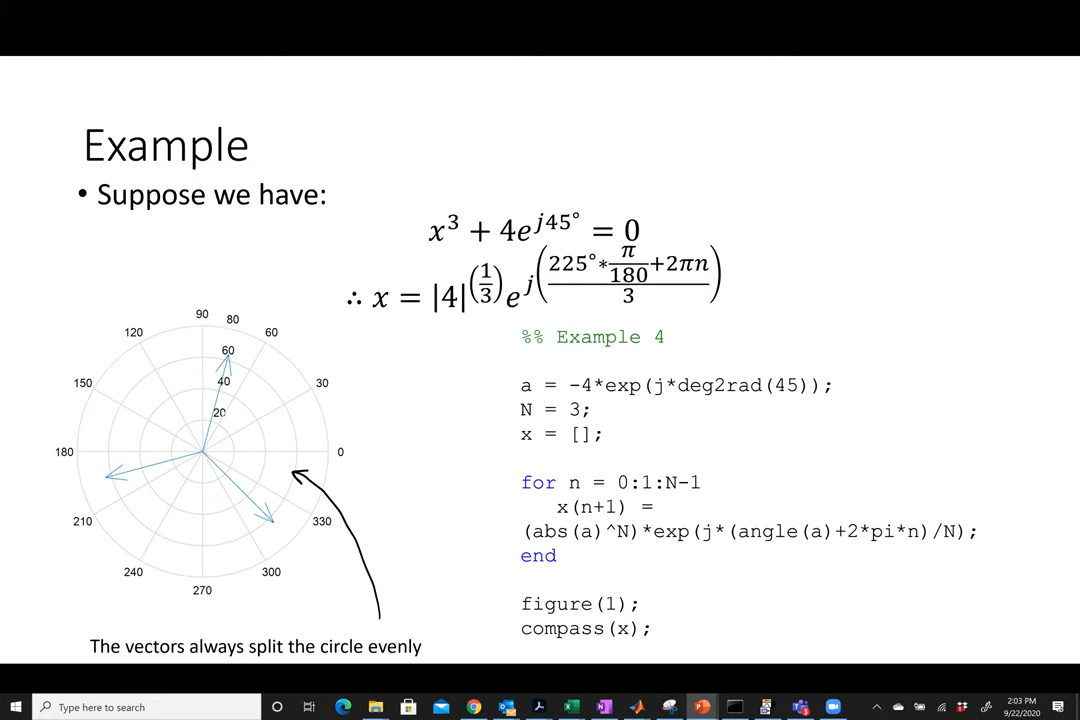 Example
• Suppose we have:
x³ + 4e^{j45°} = 0
∴ x = |4|^{(1/3)} e^{j((225°*π/180+2πn)/3)}
90
80
120
60
60
150
40
30
20
180
0
210
330
240
300
270
The vectors always split the circle evenly
%% Example 4
a = -4*exp(j*deg2rad(45));
N = 3;
x = [];
for n = 0:1:N-1
x(n+1) =
(abs(a)^N)*exp(j*(angle(a)+2*pi*n)/N);
end
figure(1);
compass(x);
Type here to search
2:03 PM
9/22/2020